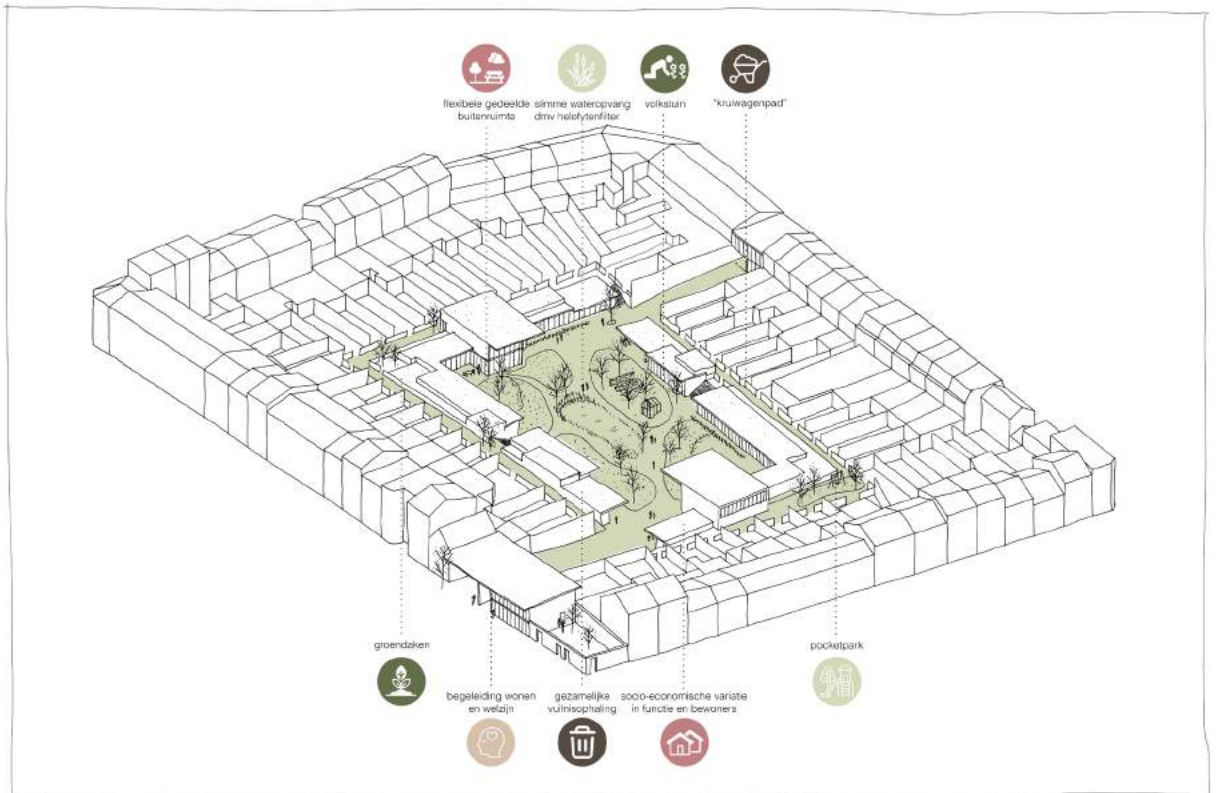 flexibele gedeelde
buitenruimte
slimme wateropvang
dmv helofytenfilter
volkstuin
"kruiwagenpad"
groendaken
begeleiding wonen
en welzijn
gezamelijke
vuilnisophaling
socio-economische variatie
in functie en bewoners
pocketpark